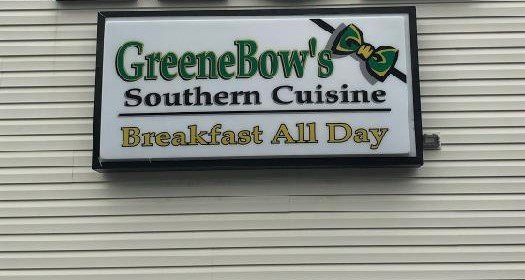 GreeneBow's
Southern Cuisine
Breakfast All Day